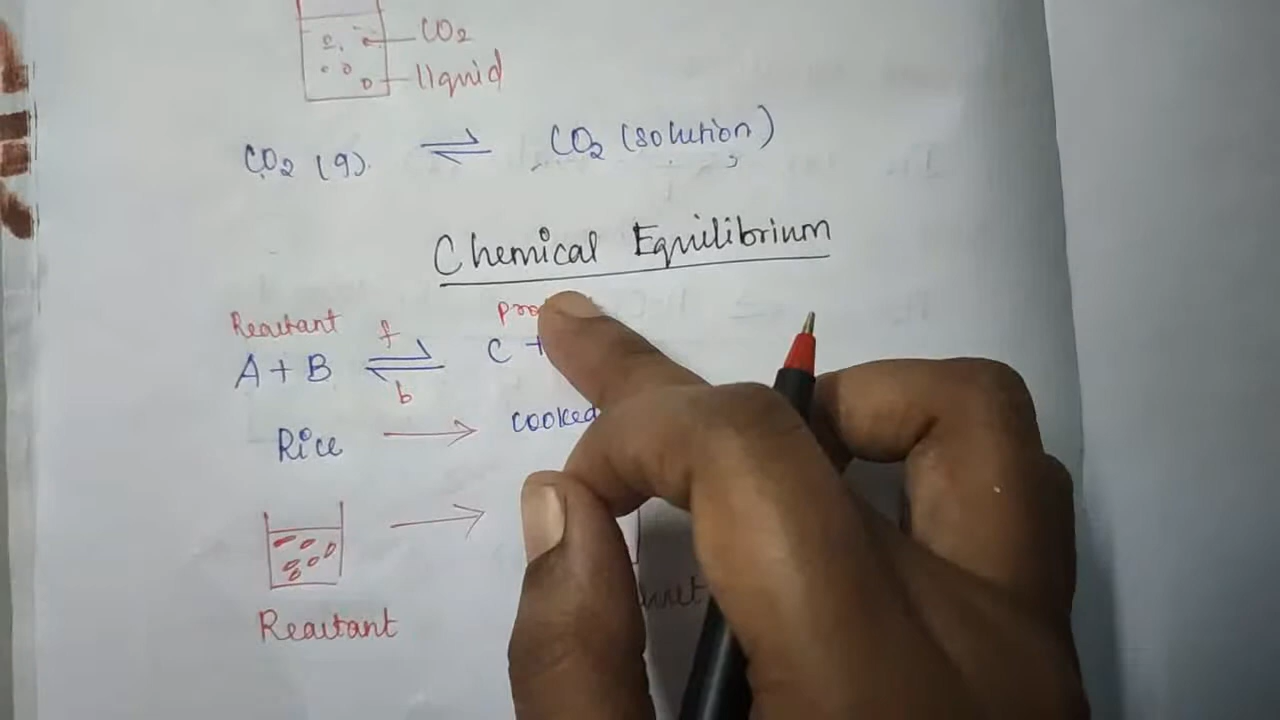 CO₂
liquid
CO₂ (g) ⇌ CO₂ (solution)
Chemical Equilibrium
Reactant
f
A + B ⇌ C +
b
Rice → cooked
→
Reactant